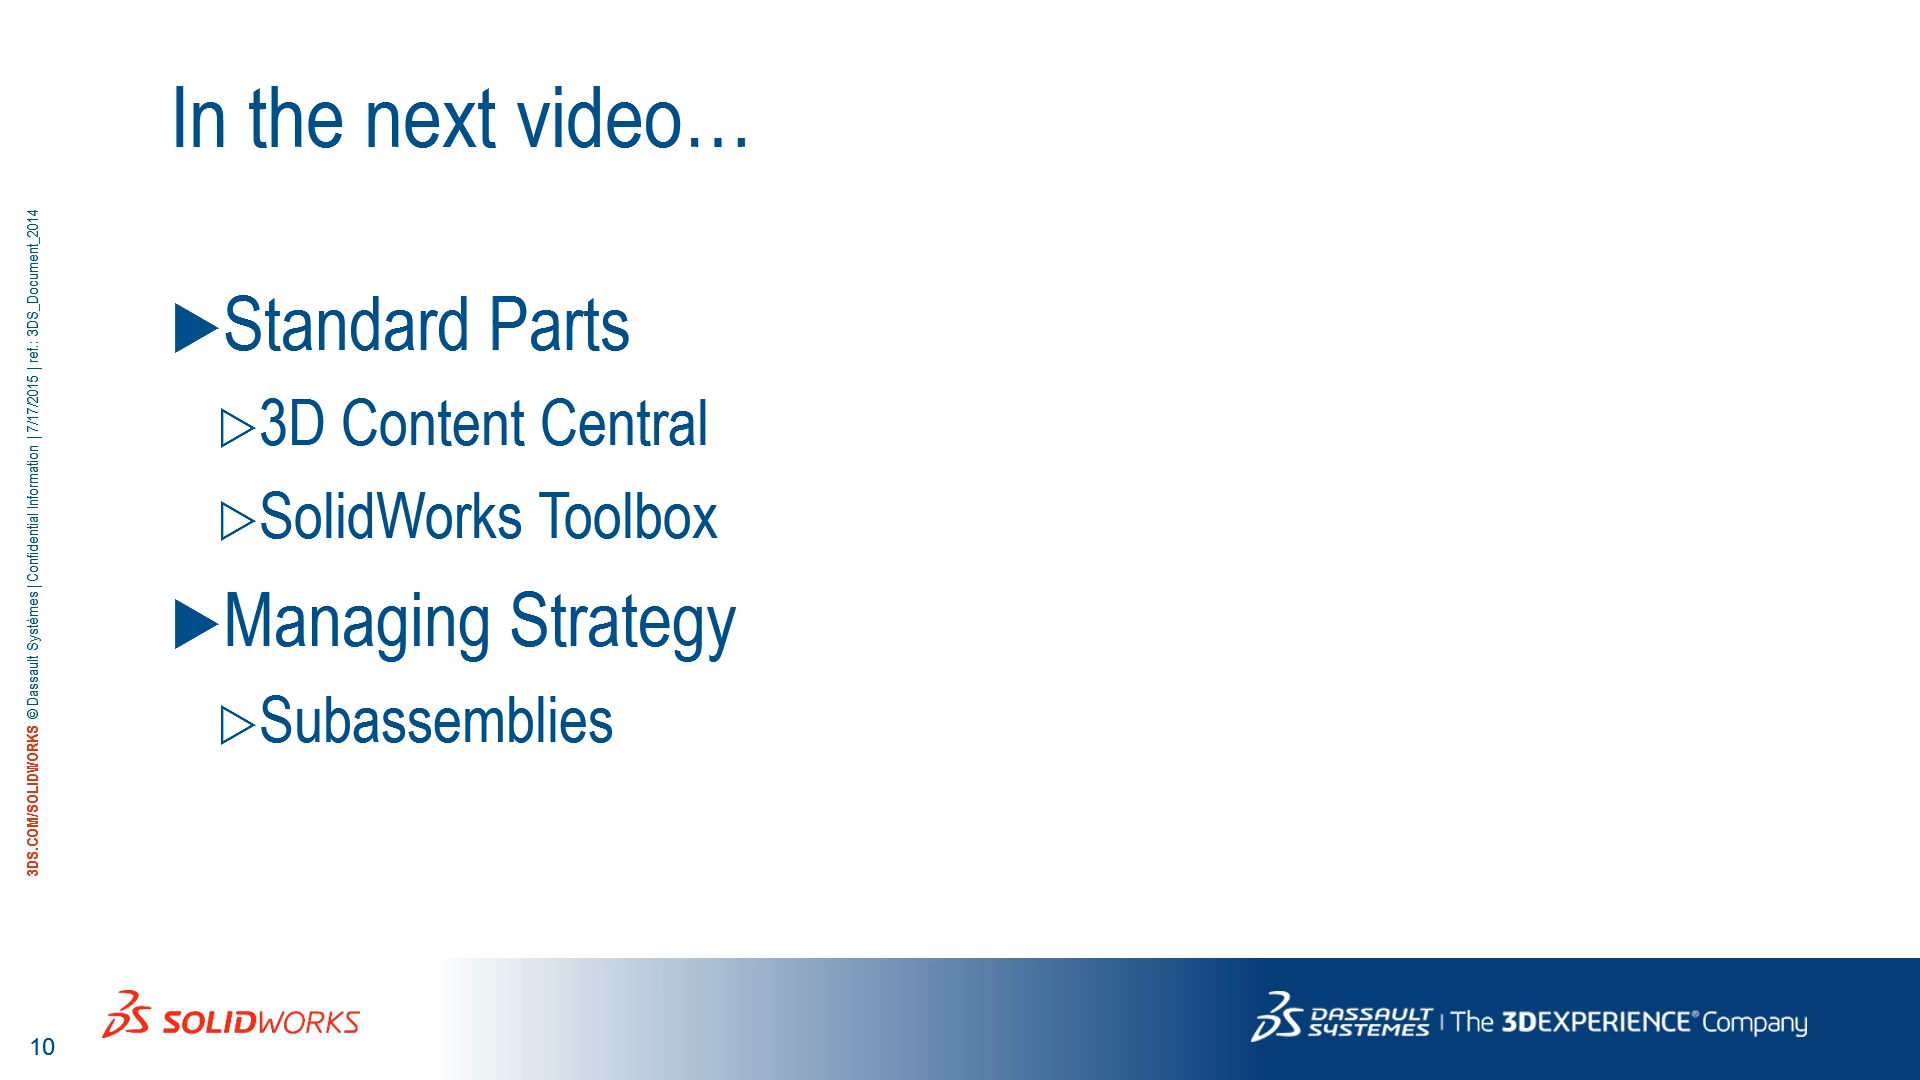 In the next video…
▶Standard Parts
▷3D Content Central
▷SolidWorks Toolbox
▶Managing Strategy
▷Subassemblies
3DS.COM/SOLIDWORKS © Dassault Systèmes | Confidential Information | 7/17/2015 | ref.: 3DS_Document_2014
10
SOLIDWORKS
DASSAULT SYSTEMES | The 3DEXPERIENCE® Company